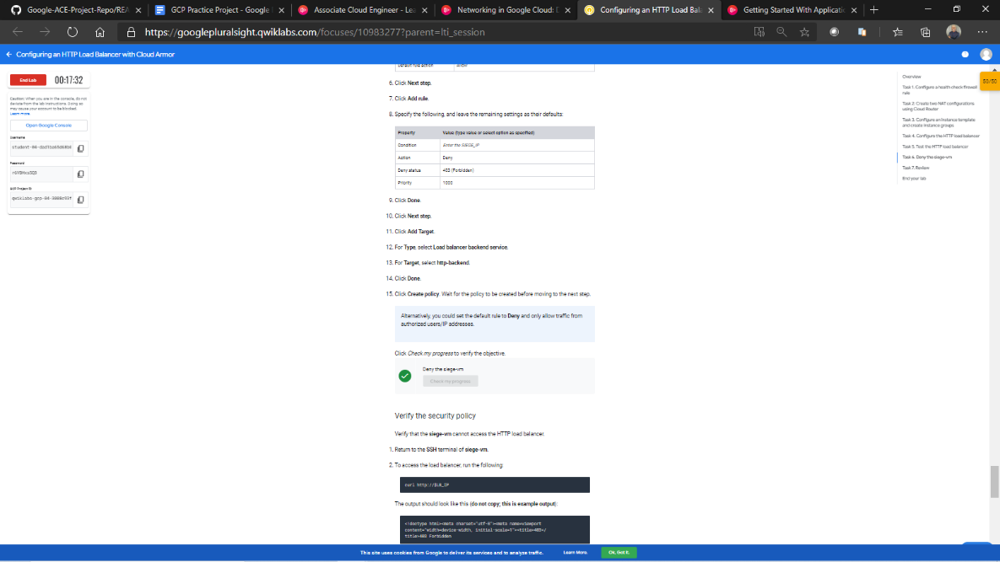 Google-ACE-Project-Repo/REA
GCP Practice Project - Google
Associate Cloud Engineer - Lea
Networking in Google Cloud: D
Configuring an HTTP Load Bala
Getting Started With Applicatio
https://googlepluralsight.qwiklabs.com/focuses/10983277?parent=lti_session
Configuring an HTTP Load Balancer with Cloud Armor
End Lab
00:17:32
Caution: When you are in the console, do not
deviate from the lab instructions. Doing so
may cause your account to be blocked.
Learn more.
Open Google Console
Username
Password
GCP Project ID
Default rule action Allow
6. Click Next step.
7. Click Add rule.
8. Specify the following, and leave the remaining settings as their defaults:
Property Value (type value or select option as specified)
Condition Enter the SIEGE_IP
Action Deny
Deny status 403 (Forbidden)
Priority 1000
9. Click Done.
10. Click Next step.
11. Click Add Target.
12. For Type, select Load balancer backend service.
13. For Target, select http-backend.
14. Click Done.
15. Click Create policy. Wait for the policy to be created before moving to the next step.
Alternatively, you could set the default rule to Deny and only allow traffic from
authorized users/IP addresses.
Click Check my progress to verify the objective.
Deny the siege-vm
Check my progress
Verify the security policy
Verify that the siege-vm cannot access the HTTP load balancer.
1. Return to the SSH terminal of siege-vm.
2. To access the load balancer, run the following:
curl http://$LB_IP
The output should look like this (do not copy; this is example output):
<!doctype html><meta charset="utf-8"><meta name=viewport
content="width=device-width, initial-scale=1"><title>403</
title>403 Forbidden
Overview
Task 1. Configure a health check firewall
rule
Task 2: Create two NAT configurations
using Cloud Router
Task 3. Configure an instance template
and create instance groups
Task 4. Configure the HTTP load balancer
Task 5. Test the HTTP load balancer
Task 6. Deny the siege-vm
Task 7. Review
End your lab
50/50
This site uses cookies from Google to deliver its services and to analyze traffic.
Learn More.
Ok, Got It.